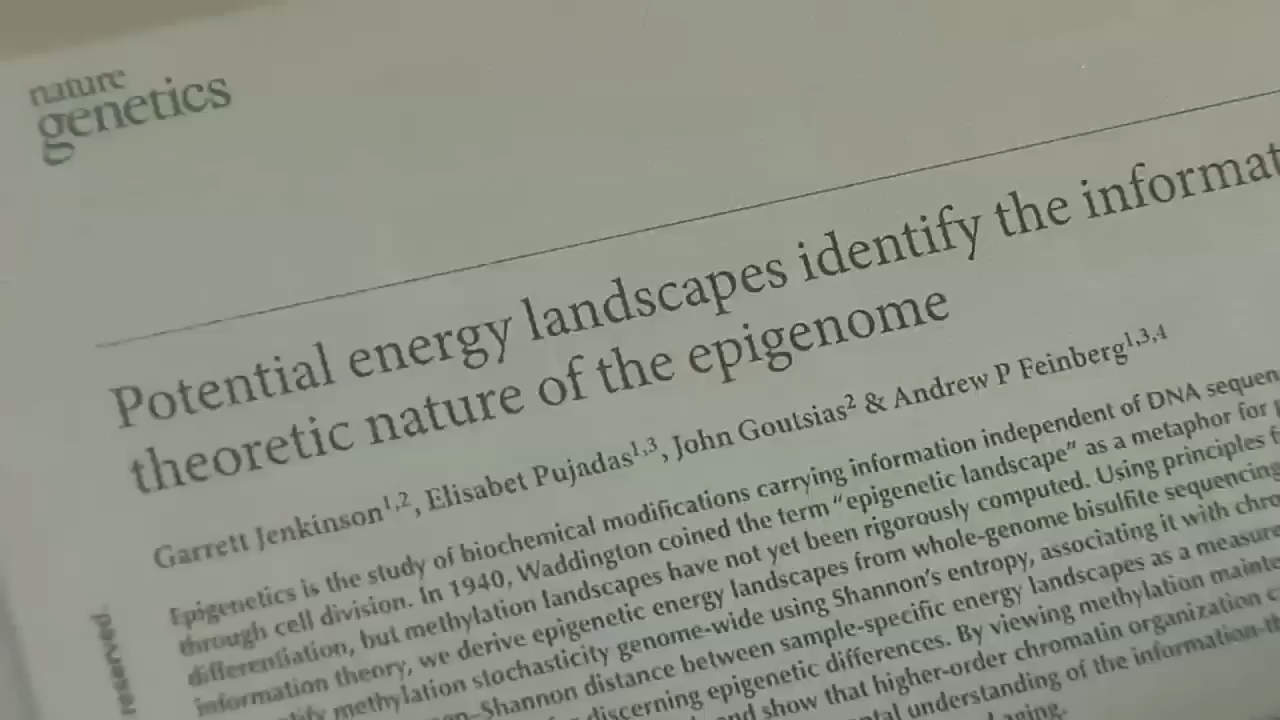 nature
genetics
Potential energy landscapes identify the informat
theoretic nature of the epigenome
Garrett Jenkinson1,2, Elisabet Pujadas1,3, John Goutsias2 & Andrew P Feinberg1,3,4
Epigenetics is the study of biochemical modifications carrying information independent of DNA sequen
through cell division. In 1940, Waddington coined the term "epigenetic landscape" as a metaphor for
differentiation, but methylation landscapes have not yet been rigorously computed. Using principles f
information theory, we derive epigenetic energy landscapes from whole-genome bisulfite sequencing
methylation stochasticity genome-wide using Shannon's entropy, associating it with chro
n–Shannon distance between sample-specific energy landscapes as a measure
discerning epigenetic differences. By viewing methylation mainte
and show that higher-order chromatin organization c
tal understanding of the information-th
aging.
reserved.